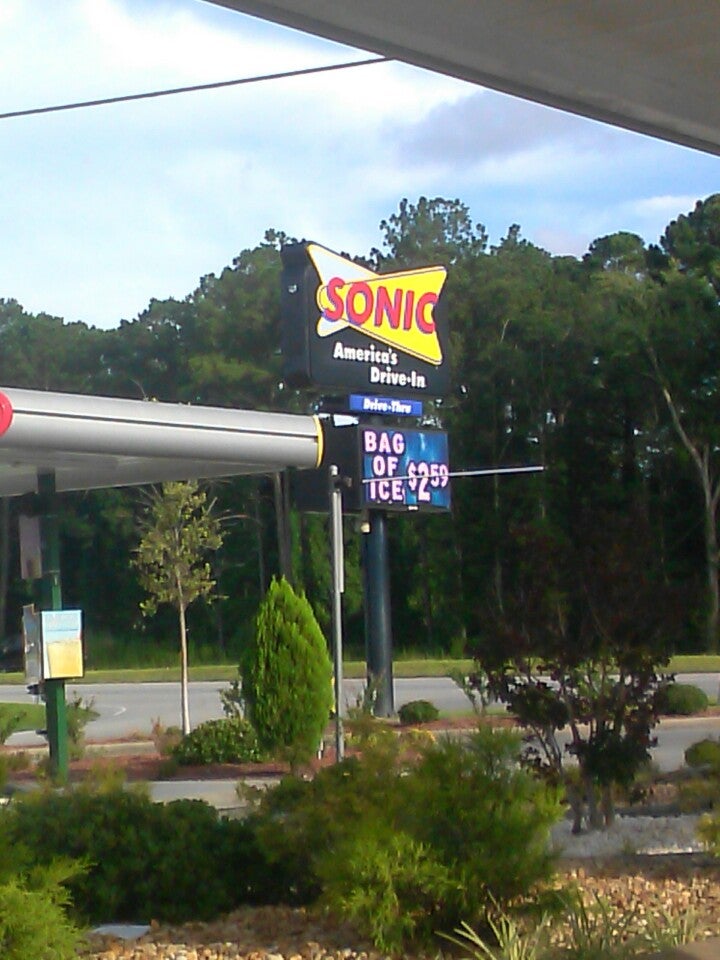 SONIC
America's
Drive-In
Drive-Thru
BAG
OF
ICE
$2.59